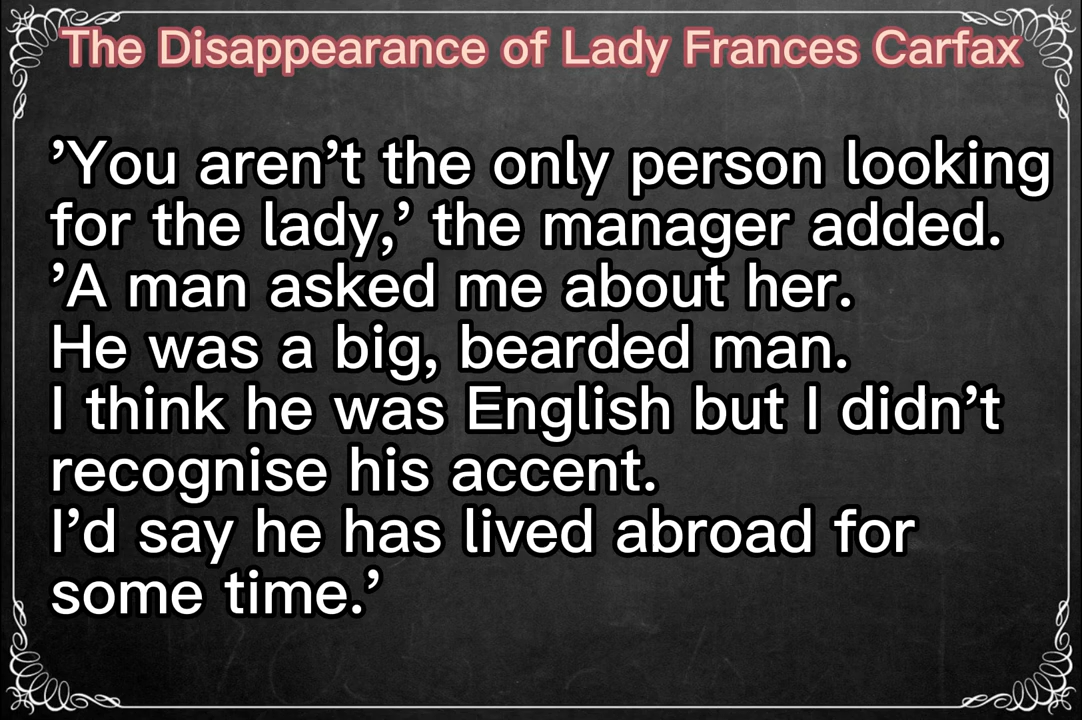 The Disappearance of Lady Frances Carfax
’You aren’t the only person looking
for the lady,’ the manager added.
’A man asked me about her.
He was a big, bearded man.
I think he was English but I didn’t
recognise his accent.
I’d say he has lived abroad for
some time.’